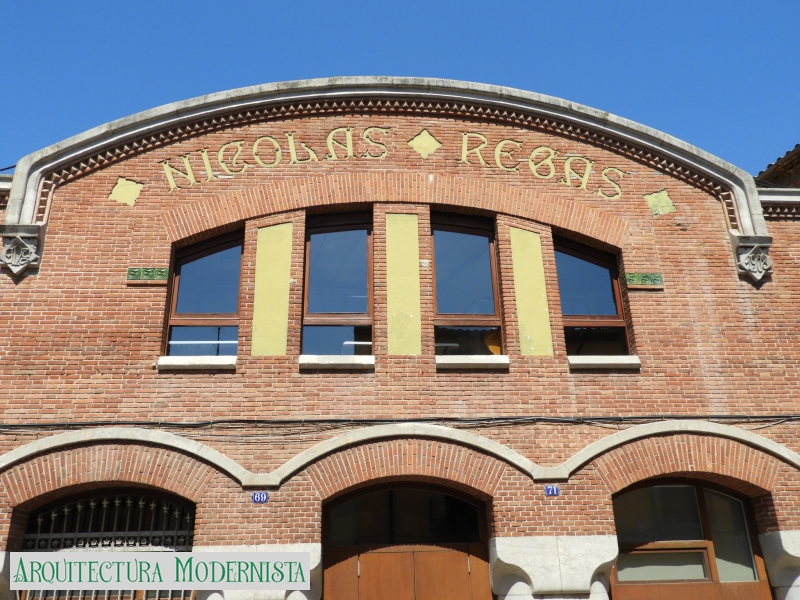 NICOLAS REGAS
69
71
ARQUITECTURA MODERNISTA